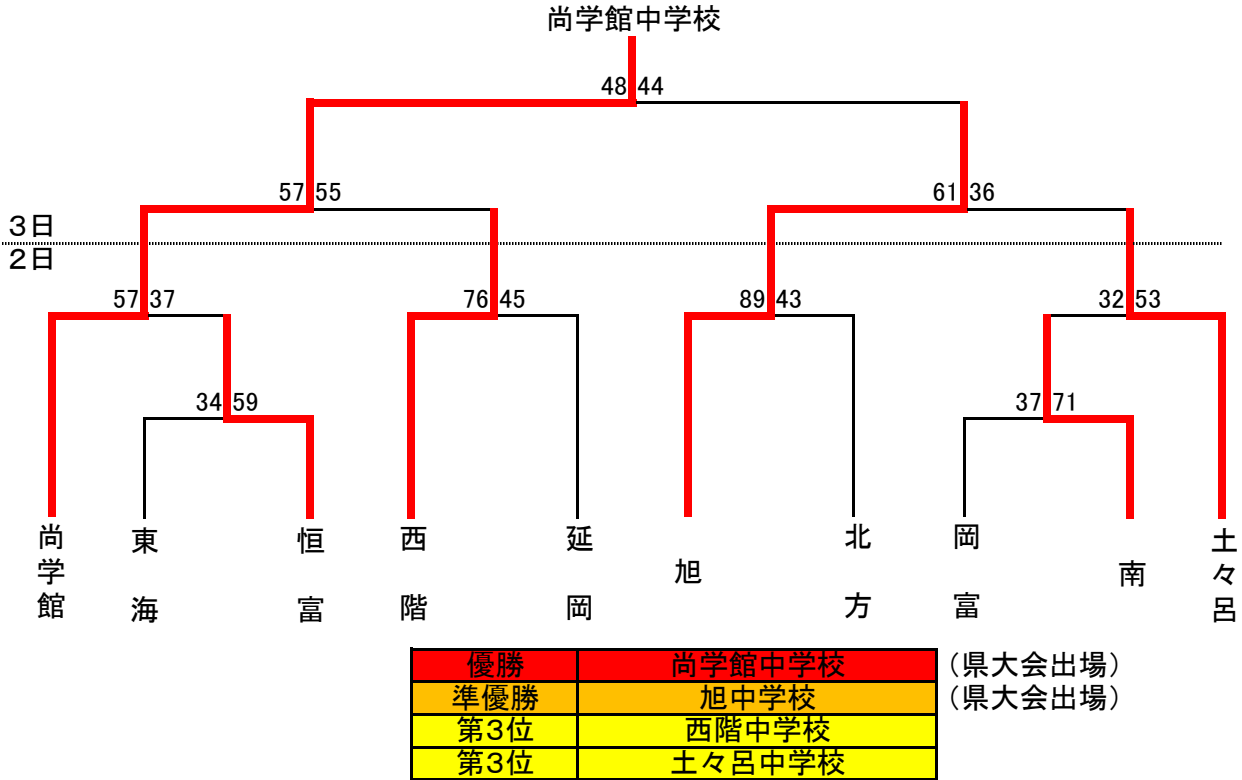 尚学館中学校
48 44
57 55
61 36
3日
2日
57 37
76 45
89 43
32 53
34 59
37 71
尚学館
東海
恒富
西階
延岡
旭
北方
岡富
南
土々呂
優勝 尚学館中学校 (県大会出場)
準優勝 旭中学校 (県大会出場)
第3位 西階中学校
第3位 土々呂中学校